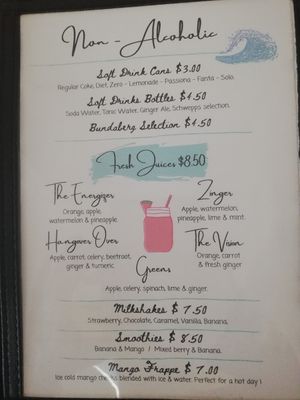 Non - Alcoholic
Soft Drink Cans $3.00
Regular Coke, Diet, Zero - Lemonade - Passiona - Fanta - Solo.
Soft Drinks Bottles $4.50
Soda Water, Tonic Water, Ginger Ale, Schwepps selection.
Bundaberg Selection $4.50
Fresh Juices $8.50
The Energizer
Orange, apple,
watermelon & pineapple.
Zinger
Apple, watermelon,
pineapple, lime & mint.
Hangover Over
Apple, carrot, celery, beetroot,
ginger & tumeric
The Vision
Orange, carrot
& fresh ginger
Greens
Apple, celery, spinach, lime & ginger.
Milkshakes $ 7.50
Strawberry, Chocolate, Caramel, Vanilla, Banana.
Smoothies $ 8.50
Banana & Mango / Mixed berry & Banana.
Mango Frappe $ 7.00
Ice cold mango cheeks blended with ice & water. Perfect for a hot day !